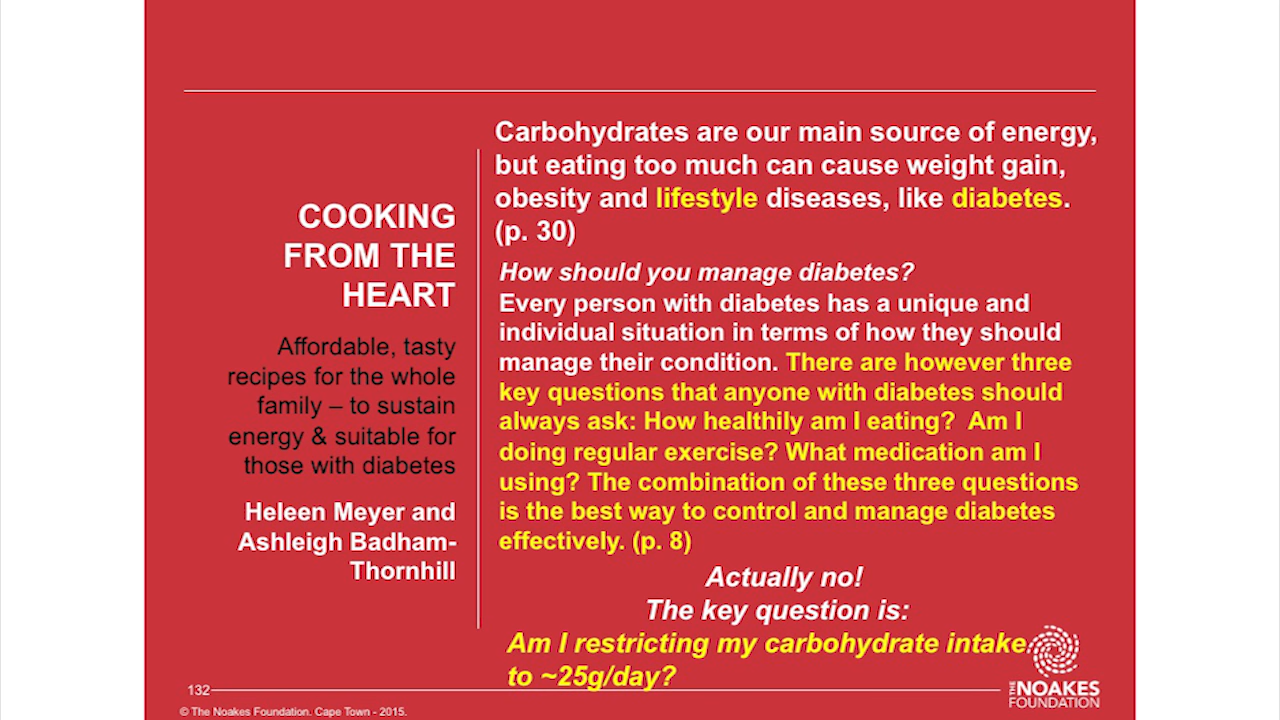 COOKING
FROM THE
HEART
Affordable, tasty
recipes for the whole
family – to sustain
energy & suitable for
those with diabetes
Heleen Meyer and
Ashleigh Badham-
Thornhill
Carbohydrates are our main source of energy,
but eating too much can cause weight gain,
obesity and lifestyle diseases, like diabetes.
(p. 30)
How should you manage diabetes?
Every person with diabetes has a unique and
individual situation in terms of how they should
manage their condition. There are however three
key questions that anyone with diabetes should
always ask: How healthily am I eating?  Am I
doing regular exercise? What medication am I
using? The combination of these three questions
is the best way to control and manage diabetes
effectively. (p. 8)
Actually no!
The key question is:
Am I restricting my carbohydrate intake
to ~25g/day?
132
© The Noakes Foundation. Cape Town - 2015.
THE NOAKES
FOUNDATION